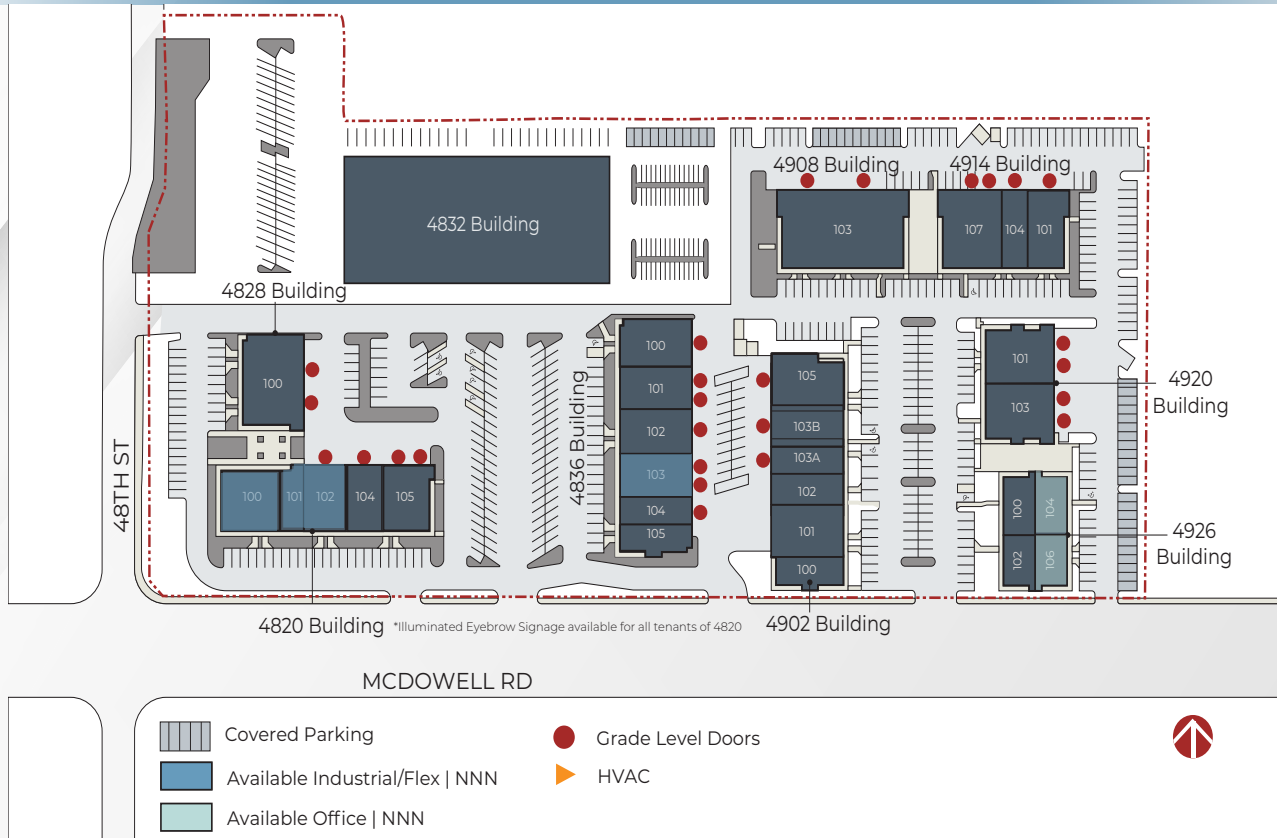 4908 Building
4914 Building
103
107
104
101
4832 Building
4828 Building
100
100
101
102
104
105
4836 Building
100
101
102
103
104
105
105
103B
103A
102
101
100
101
103
4920
Building
100
104
102
106
4926
Building
48TH ST
4820 Building
*Illuminated Eyebrow Signage available for all tenants of 4820
4902 Building
MCDOWELL RD
Covered Parking
Grade Level Doors
Available Industrial/Flex | NNN
HVAC
Available Office | NNN